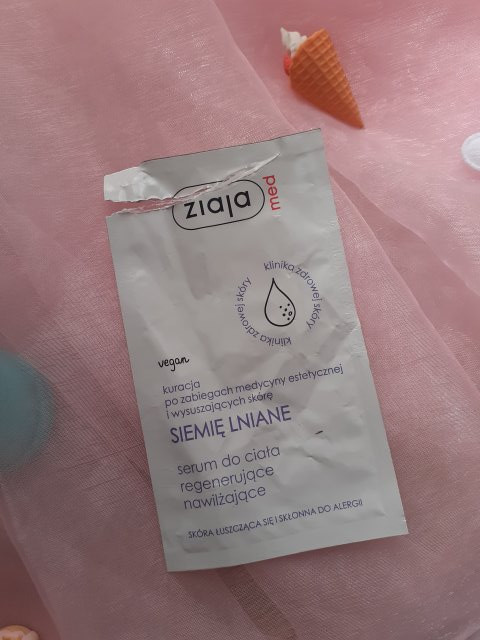 ziaja
med
klinika zdrowej skóry
klinika zdrowej skóry
vegan
kuracja
po zabiegach medycyny estetycznej
i wysuszających skórę
SIEMIĘ LNIANE
serum do ciała
regenerujące
nawilżające
SKÓRA ŁUSZCZĄCA SIĘ I SKŁONNA DO ALERGII